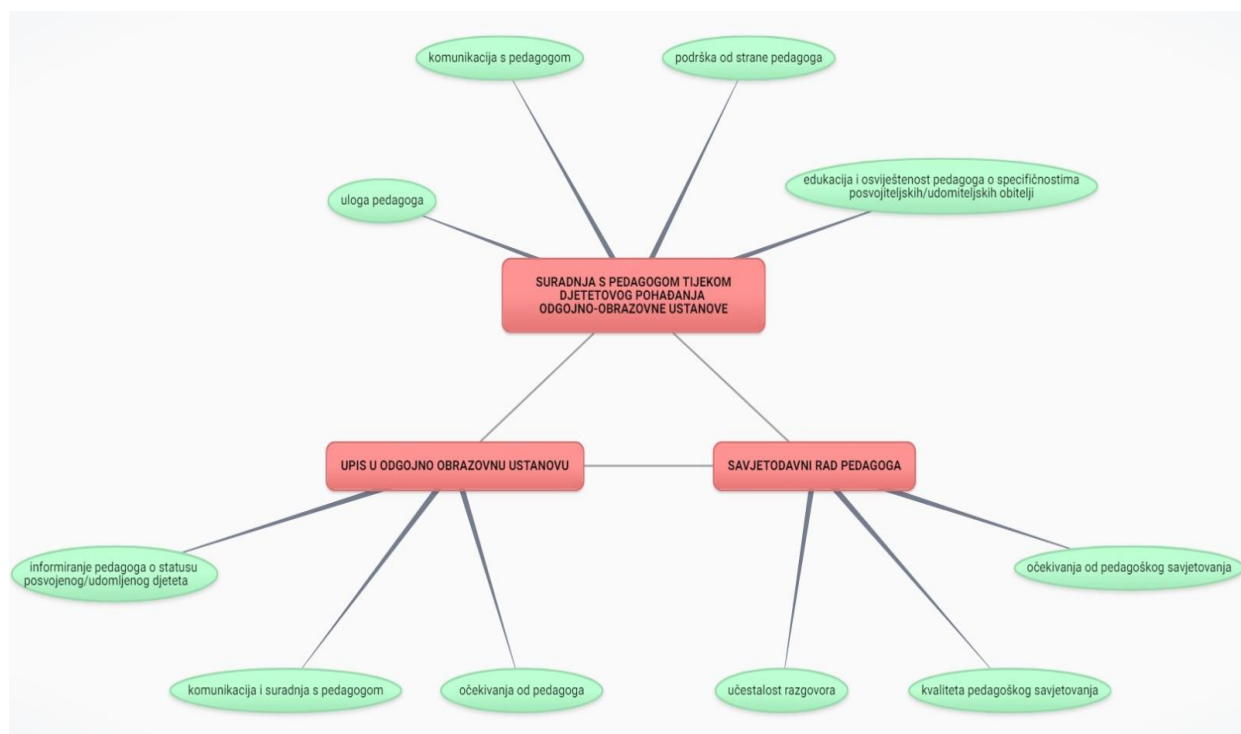 komunikacija s pedagogom
podrška od strane pedagoga
uloga pedagoga
edukacija i osviještenost pedagoga o specifičnostima
posvojiteljskih/udomiteljskih obitelji
SURADNJA S PEDAGOGOM TIJEKOM
DJETETOVOG POHAĐANJA
ODGOJNO-OBRAZOVNE USTANOVE
UPIS U ODGOJNO OBRAZOVNU USTANOVU
SAVJETODAVNI RAD PEDAGOGA
informiranje pedagoga o statusu
posvojenog/udomljenog djeteta
očekivanja od pedagoškog savjetovanja
komunikacija i suradnja s pedagogom
očekivanja od pedagoga
učestalost razgovora
kvaliteta pedagoškog savjetovanja